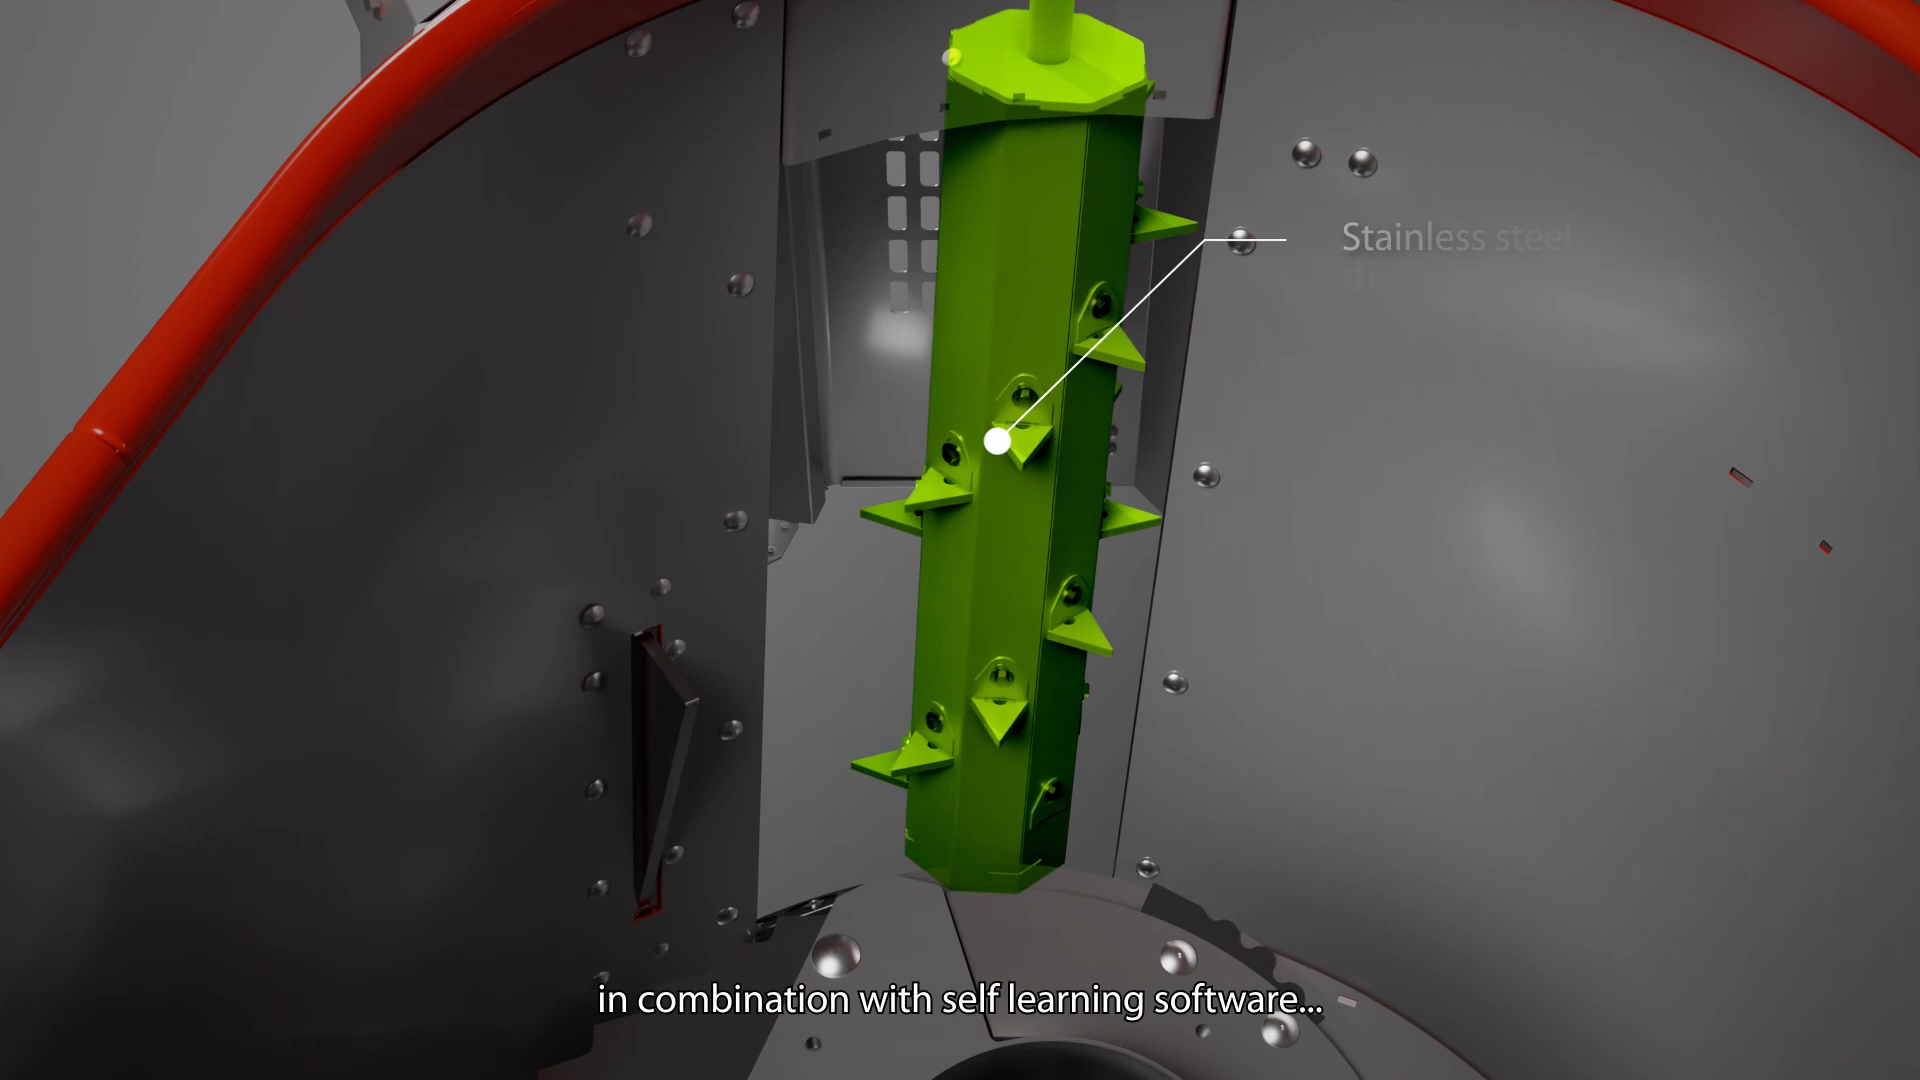 Stainless steel
in combination with self learning software...